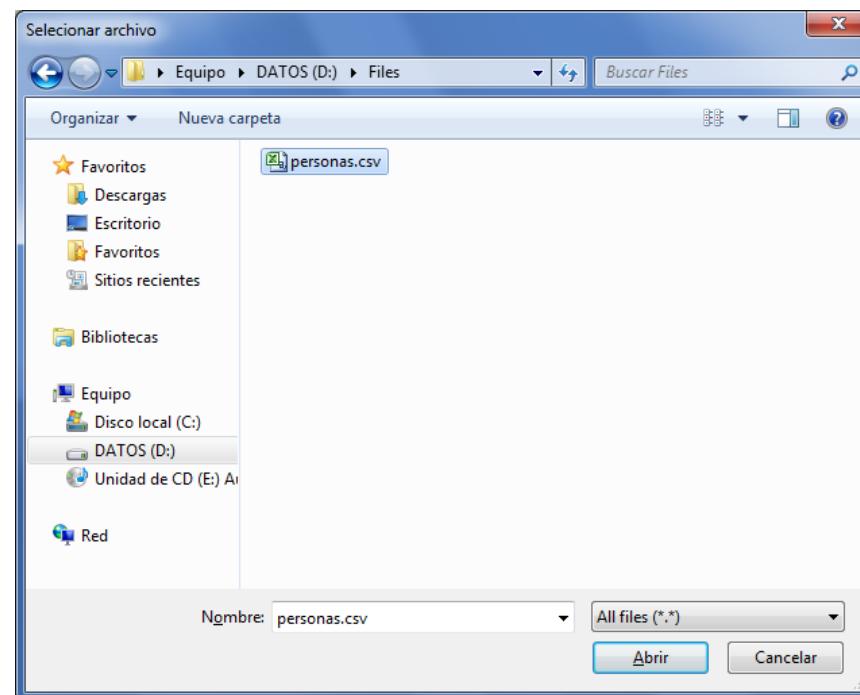 Selecionar archivo
Equipo DATOS (D:) Files Buscar Files
Organizar Nueva carpeta
Favoritos
personas.csv
Descargas
Escritorio
Favoritos
Sitios recientes
Bibliotecas
Equipo
Disco local (C:)
DATOS (D:)
Unidad de CD (E:)
Red
Nombre: personas.csv All files (*.*)
Abrir Cancelar